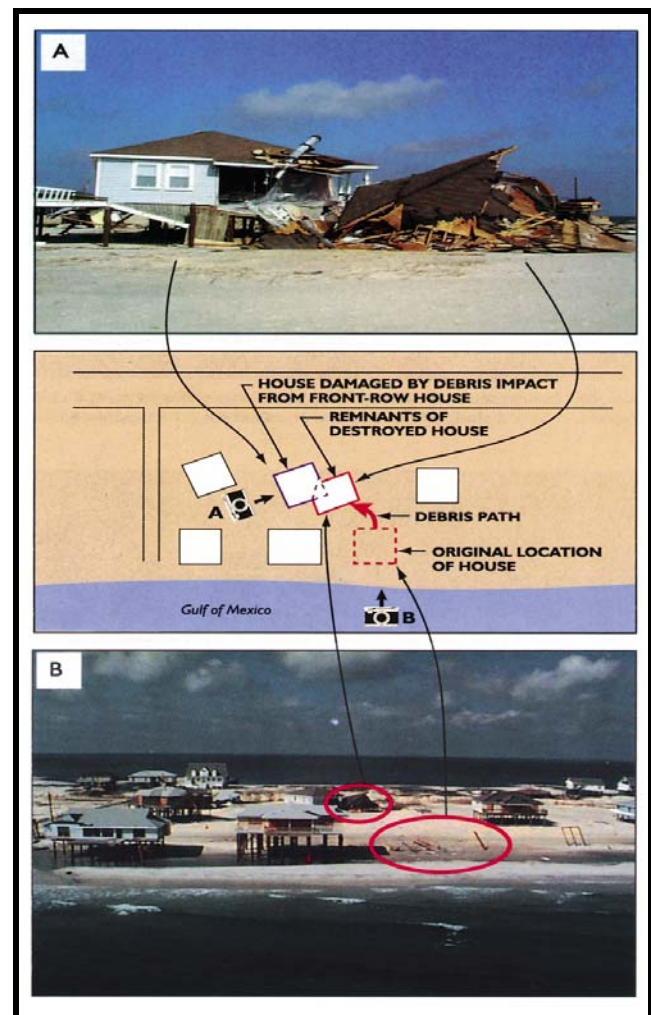 A
HOUSE DAMAGED BY DEBRIS IMPACT
FROM FRONT-ROW HOUSE
REMNANTS OF
DESTROYED HOUSE
A
DEBRIS PATH
ORIGINAL LOCATION
OF HOUSE
Gulf of Mexico
B
B